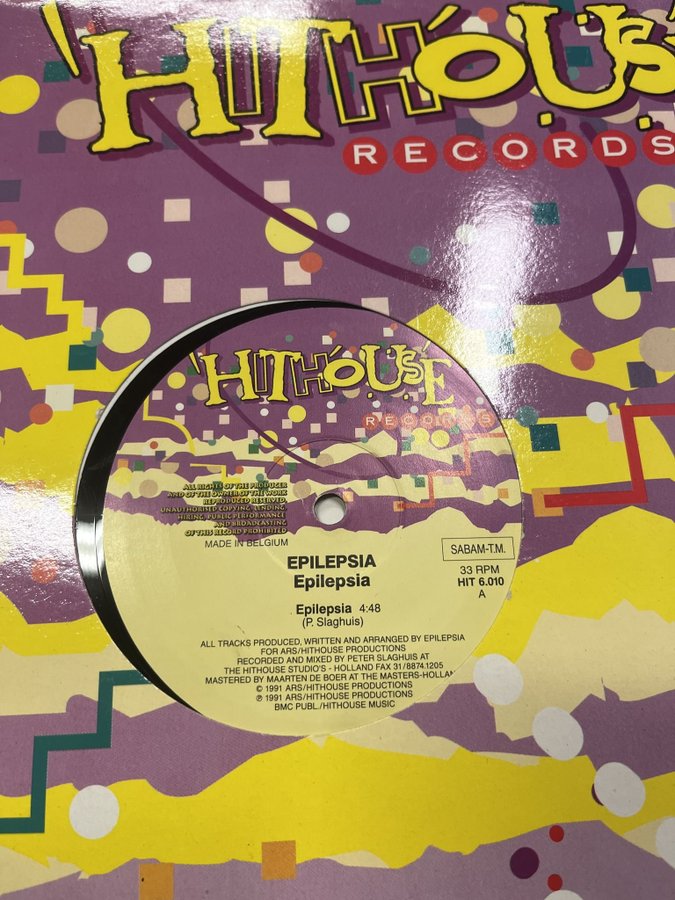 'HITHOUSE
RECORDS
'HITHOUSE
RECORDS
ALL RIGHTS OF THE PRODUCER
AND OF THE OWNER OF THE WORK
REPRODUCED RESERVED
UNAUTHORISED COPYING, LENDING,
HIRING, PUBLIC PERFORMANCE
AND BROADCASTING
OF THIS RECORD PROHIBITED
MADE IN BELGIUM
SABAM-T.M.
EPILEPSIA
Epilepsia
33 RPM
HIT 6.010
A
Epilepsia 4:48
(P. Slaghuis)
ALL TRACKS PRODUCED, WRITTEN AND ARRANGED BY EPILEPSIA
FOR ARS/HITHOUSE PRODUCTIONS
RECORDED AND MIXED BY PETER SLAGHUIS AT
THE HITHOUSE STUDIO'S - HOLLAND FAX 31/8874.1205
MASTERED BY MAARTEN DE BOER AT THE MASTERS-HOLLAND
© 1991 ARS/HITHOUSE PRODUCTIONS
℗ 1991 ARS/HITHOUSE PRODUCTIONS
BMC PUBL./HITHOUSE MUSIC